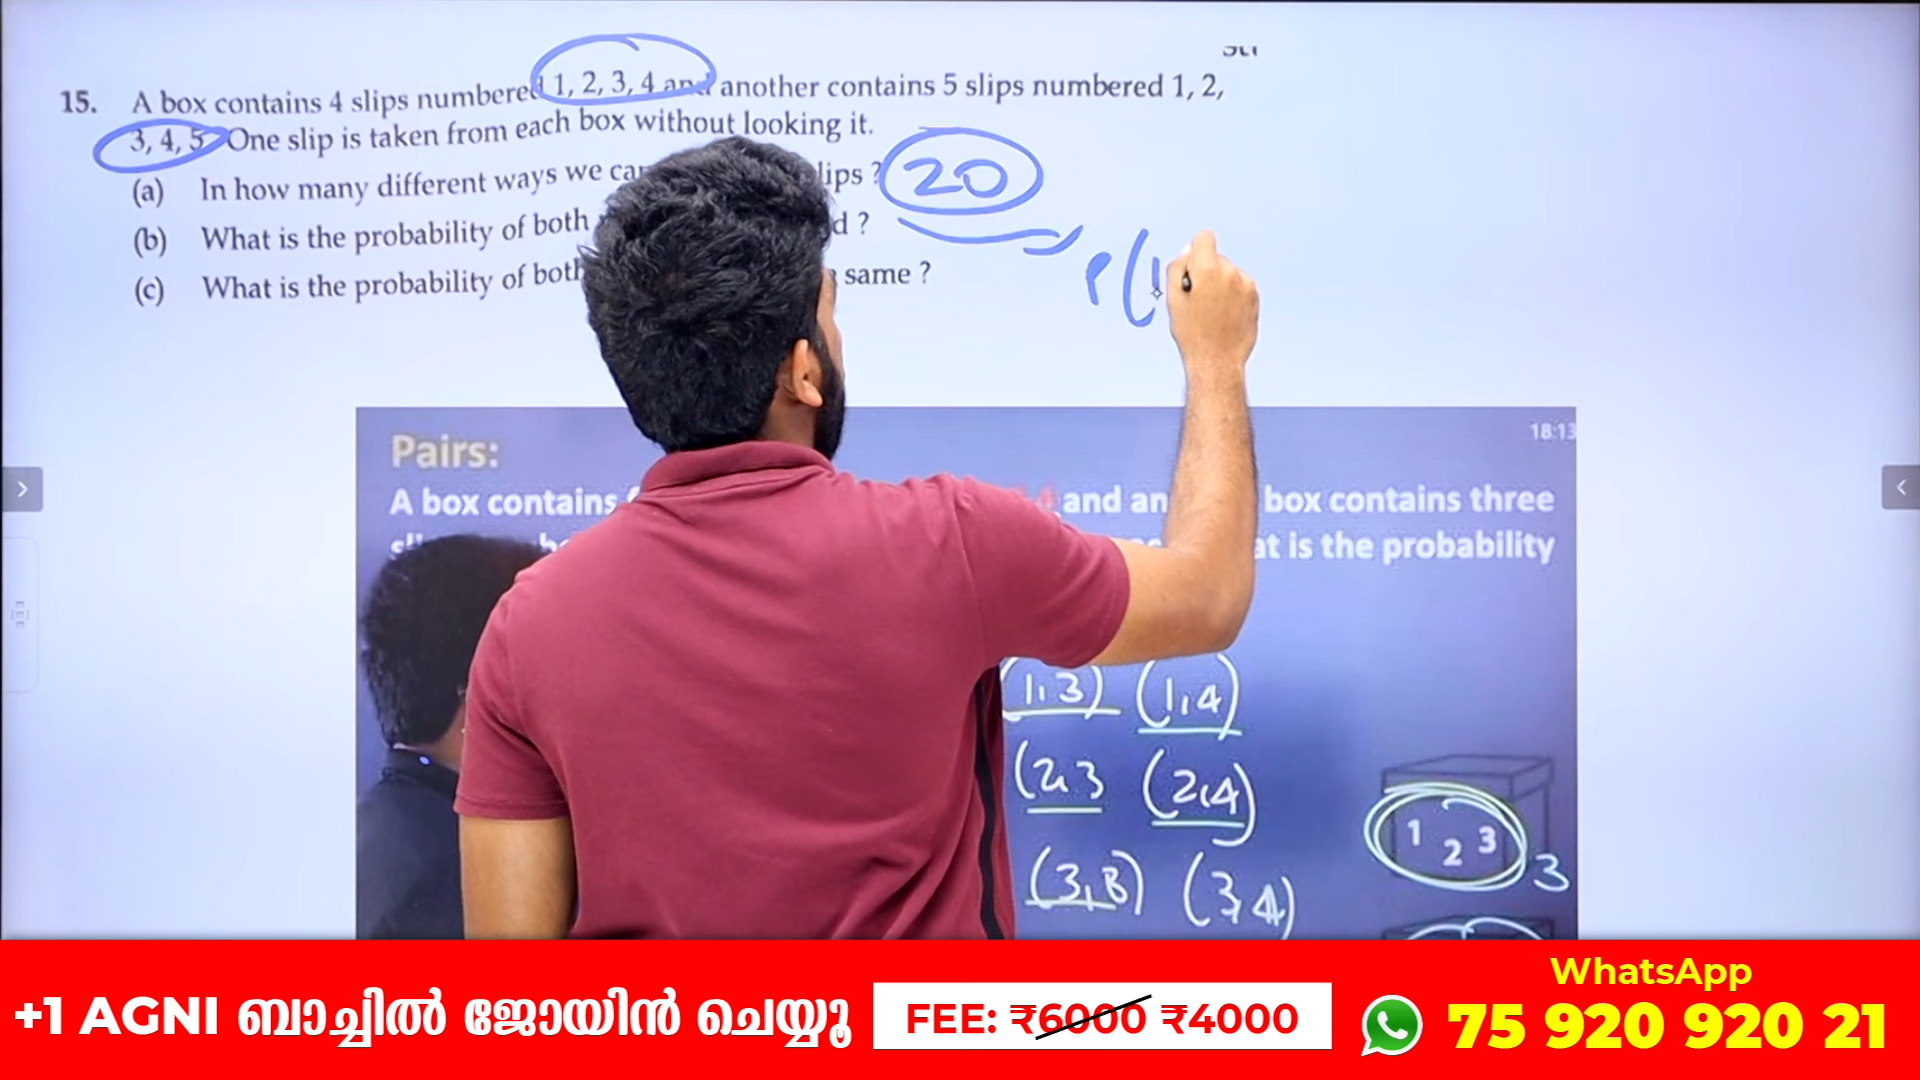 15. A box contains 4 slips numbered 1, 2, 3, 4 and another contains 5 slips numbered 1, 2,
3, 4, 5 One slip is taken from each box without looking it.
(a) In how many different ways we lips ? 20
(b) What is the probability of both d ?
(c) What is the probability of both same ?
P(1
Pairs:
18:13
A box contains 4 and an box contains three
at is the probability
(1,3) (1,4)
(2,3 (2,4)
1 2 3
(3,3) (3,4)
3
+1 AGNI ബാച്ചിൽ ജോയിൻ ചെയ്യൂ
FEE: ₹6000 ₹4000
WhatsApp
75 920 920 21